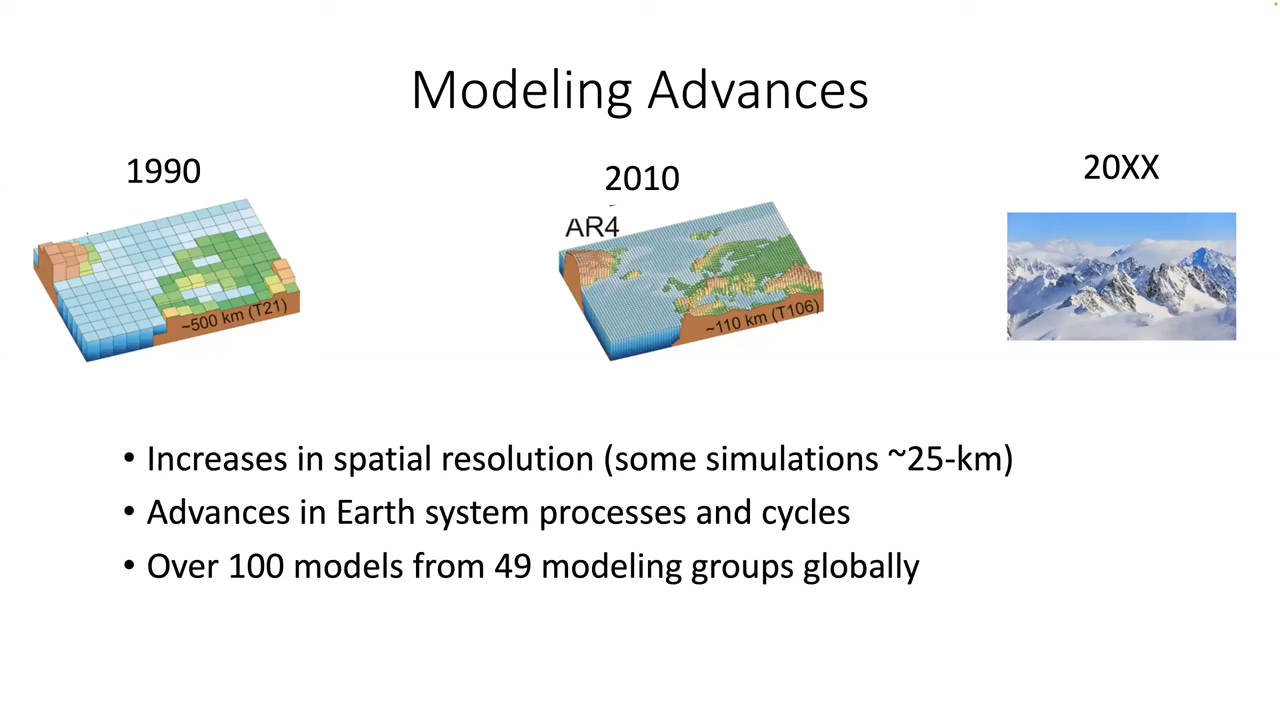 Modeling Advances
1990
2010
20XX
AR4
~500 km (T21)
~110 km (T106)
• Increases in spatial resolution (some simulations ~25-km)
• Advances in Earth system processes and cycles
• Over 100 models from 49 modeling groups globally